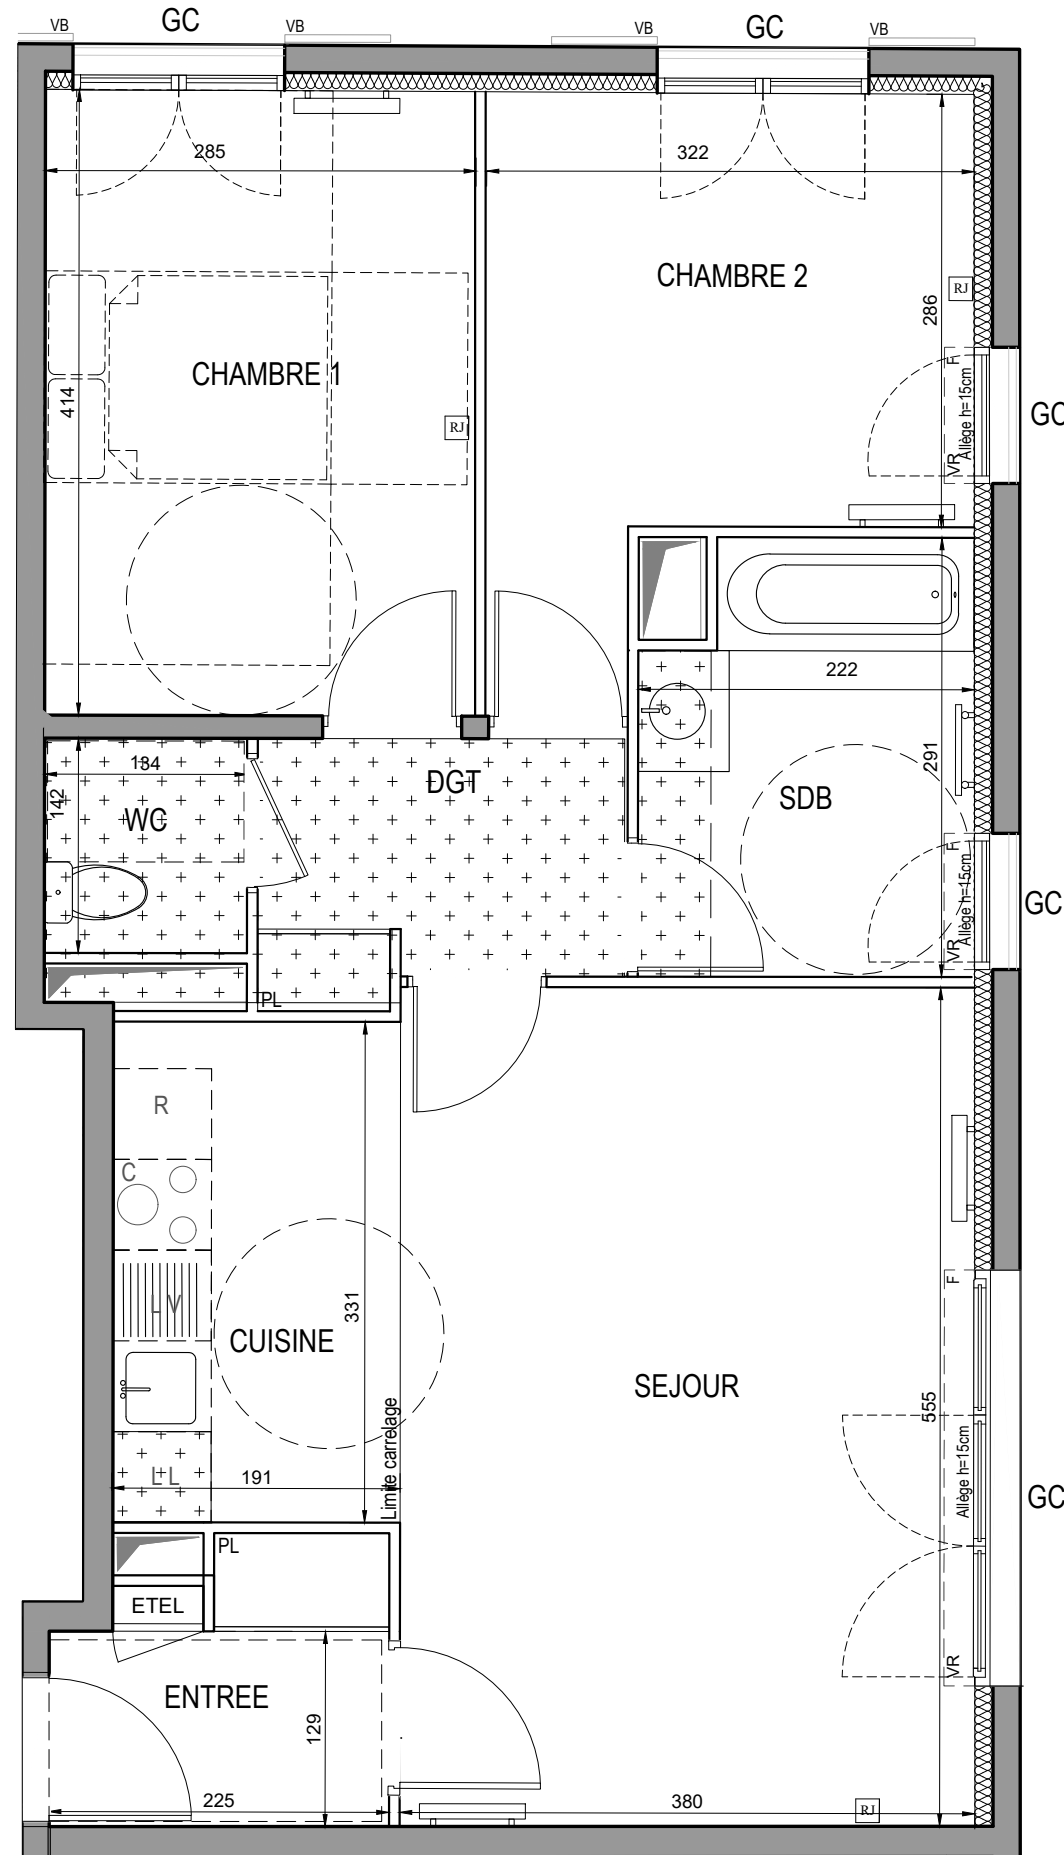 GC
GC
VB
VB
VB
VB
285
322
CHAMBRE 2
RJ
286
CHAMBRE 1
414
RJ
F
Allège h=15cm
VR
GC
222
134
DGT
291
142
WC
SDB
F
Allège h=15cm
VR
GC
PL
R
C
LV
331
CUISINE
SEJOUR
F
555
Limite carrelage
Allège h=15cm
LL
191
GC
PL
ETEL
VR
ENTREE
129
225
380
RJ